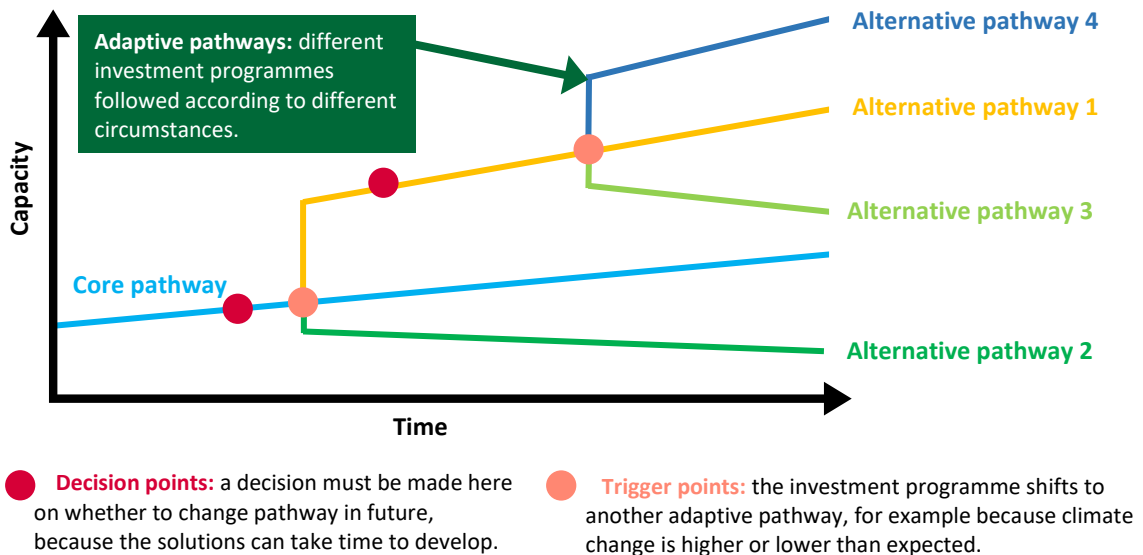 Adaptive pathways: different
investment programmes
followed according to different
circumstances.
Alternative pathway 4
Alternative pathway 1
Alternative pathway 3
Capacity
Core pathway
Alternative pathway 2
Time
Decision points: a decision must be made here
on whether to change pathway in future,
because the solutions can take time to develop.
Trigger points: the investment programme shifts to
another adaptive pathway, for example because climate
change is higher or lower than expected.